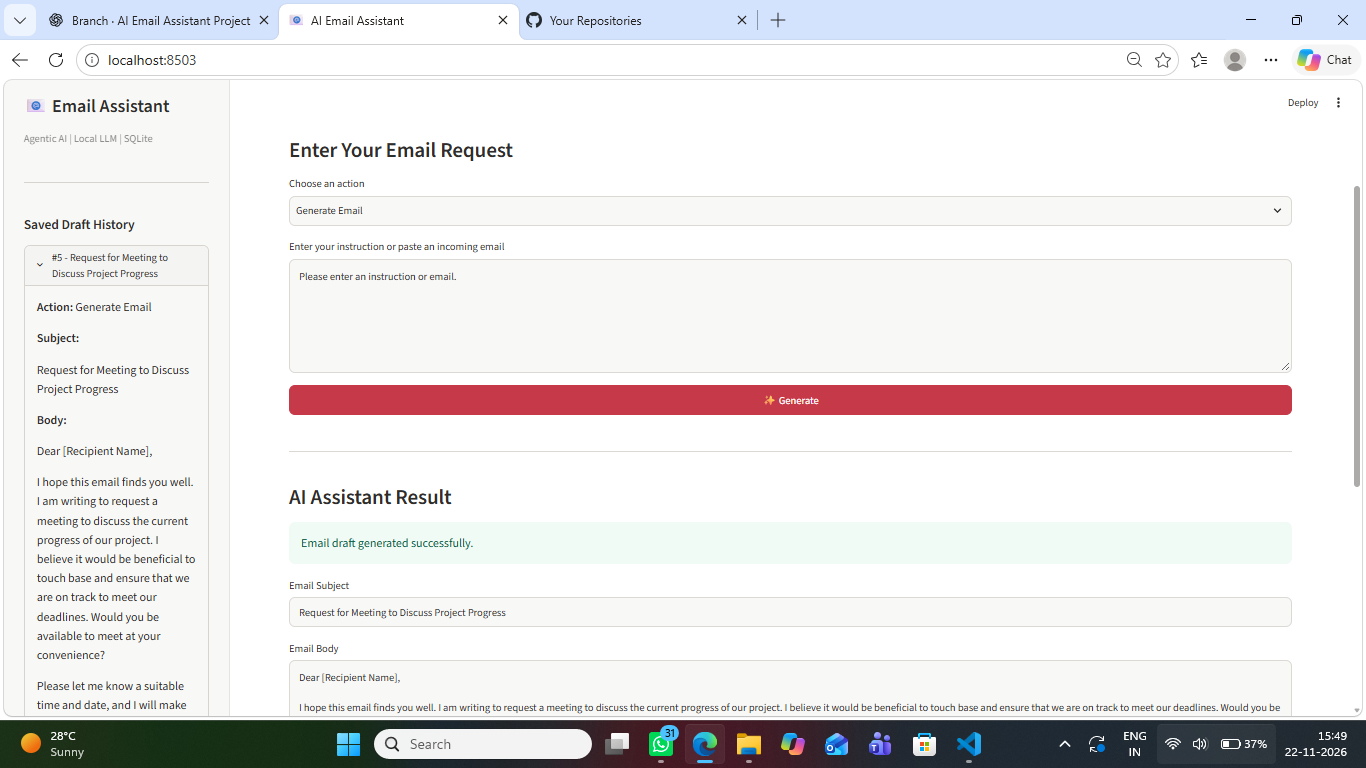 Branch · AI Email Assistant Project
AI Email Assistant
Your Repositories
localhost:8503
Chat
Email Assistant
Agentic AI | Local LLM | SQLite
Saved Draft History
#5 - Request for Meeting to
Discuss Project Progress
Action: Generate Email
Subject:
Request for Meeting to Discuss
Project Progress
Body:
Dear [Recipient Name],
I hope this email finds you well.
I am writing to request a
meeting to discuss the current
progress of our project. I
believe it would be beneficial to
touch base and ensure that we
are on track to meet our
deadlines. Would you be
available to meet at your
convenience?
Please let me know a suitable
time and date, and I will make
Deploy
Enter Your Email Request
Choose an action
Generate Email
Enter your instruction or paste an incoming email
Please enter an instruction or email.
✨ Generate
AI Assistant Result
Email draft generated successfully.
Email Subject
Request for Meeting to Discuss Project Progress
Email Body
Dear [Recipient Name],
I hope this email finds you well. I am writing to request a meeting to discuss the current progress of our project. I believe it would be beneficial to touch base and ensure that we are on track to meet our deadlines. Would you be
28°C
Sunny
Search
31
ENG
IN
37%
15:49
22-11-2026